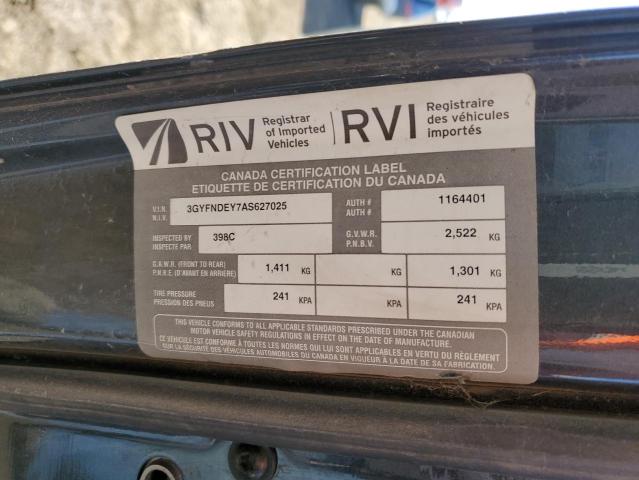 RIV Registrar of Imported Vehicles | RVI Registraire des véhicules importés
CANADA CERTIFICATION LABEL
ETIQUETTE DE CERTIFICATION DU CANADA
V.I.N. N.I.V. 3GYFNDEY7AS627025 AUTH # AUTH # 1164401
INSPECTED BY INSPECTE PAR 398C G.V.W.R. P.N.B.V. 2,522 KG
G.A.W.R. (FRONT TO REAR) P.N.R.E. (D'AVANT EN ARRIÈRE) 1,411 KG KG 1,301 KG
TIRE PRESSURE PRESSION DES PNEUS 241 KPA KPA 241 KPA
THIS VEHICLE CONFORMS TO ALL APPLICABLE STANDARDS PRESCRIBED UNDER THE CANADIAN
MOTOR VEHICLE SAFETY REGULATIONS IN EFFECT ON THE DATE OF MANUFACTURE.
CE VÉHICULE EST CONFORME À TOUTES LES NORMES QUI LUI SONT APPLICABLES EN VERTU DU RÈGLEMENT
SUR LA SÉCURITÉ DES VÉHICULES AUTOMOBILES DU CANADA EN VIGUEUR À LA DATE DE SA FABRICATION.